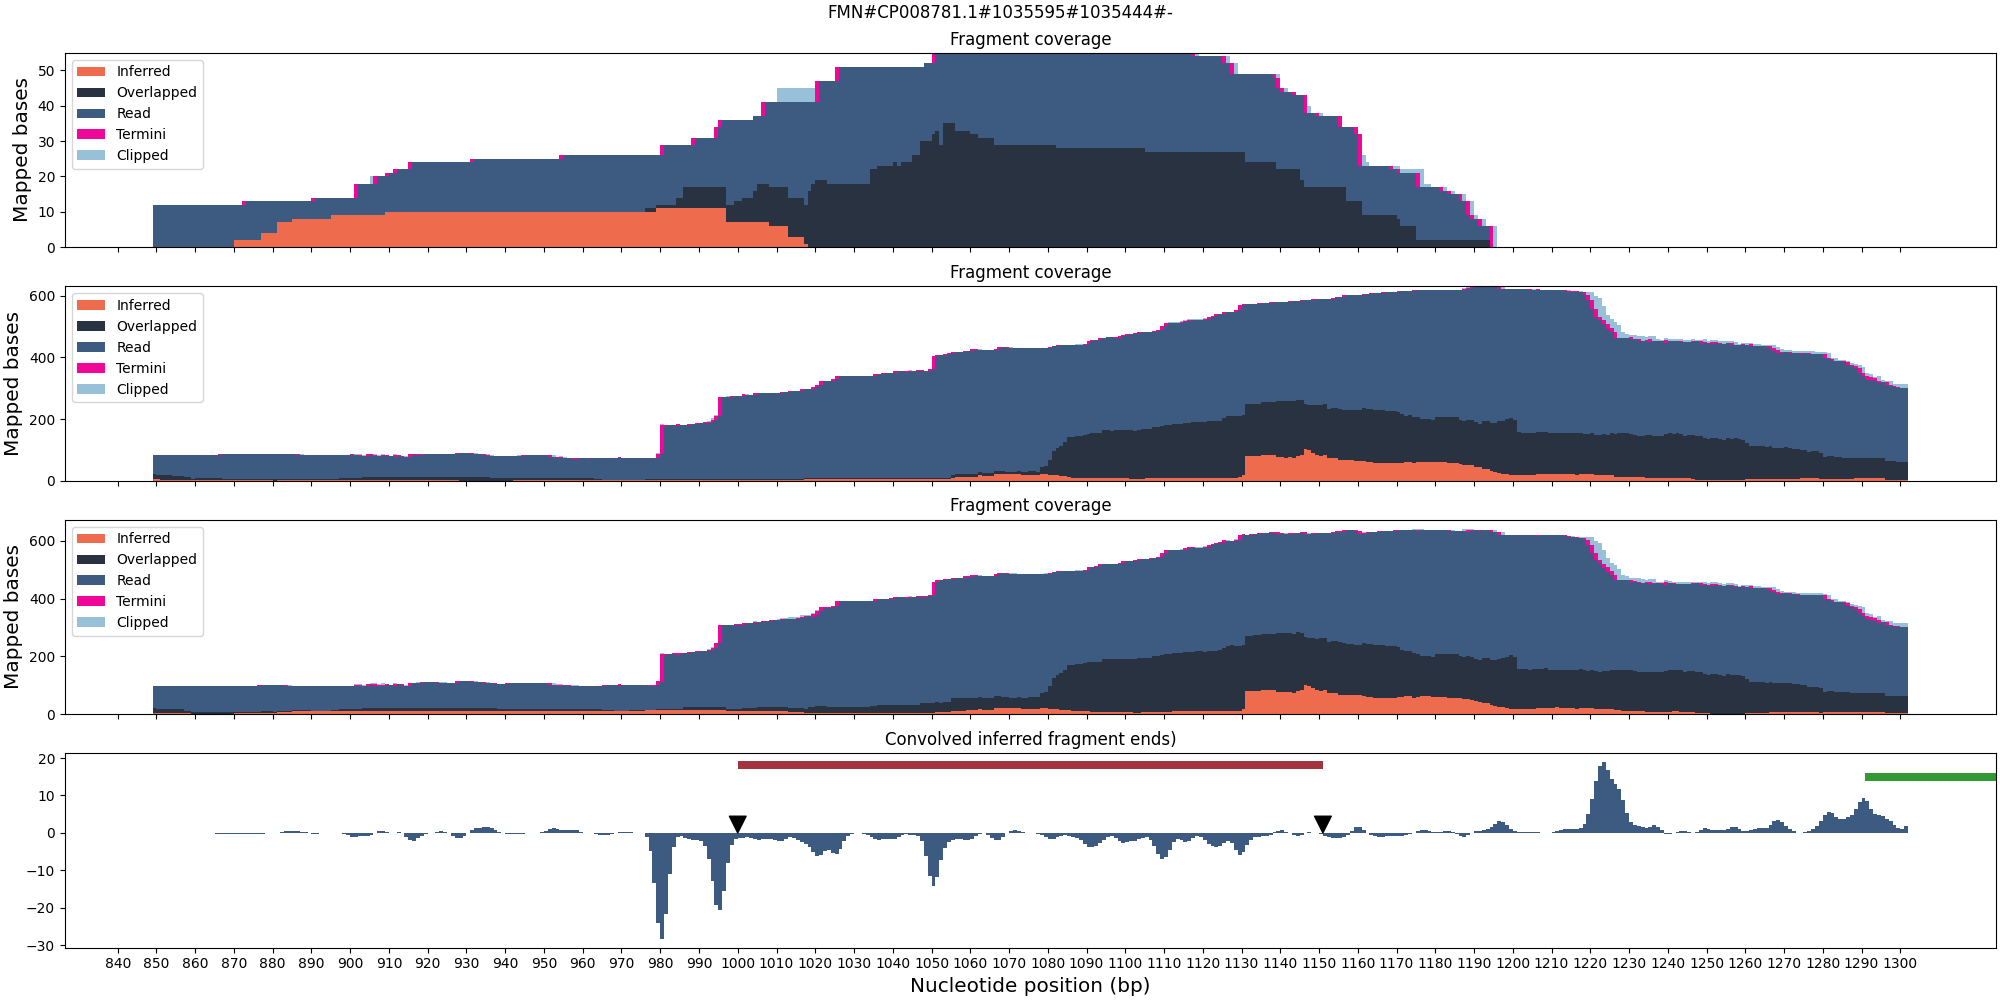 FMN#CP008781.1#1035595#1035444#-
Fragment coverage
Mapped bases
50
40
30
20
10
0
Inferred
Overlapped
Read
Termini
Clipped
Fragment coverage
Mapped bases
600
400
200
0
Inferred
Overlapped
Read
Termini
Clipped
Fragment coverage
Mapped bases
600
400
200
0
Inferred
Overlapped
Read
Termini
Clipped
Convolved inferred fragment ends)
20
10
0
−10
−20
−30
840 850 860 870 880 890 900 910 920 930 940 950 960 970 980 990 1000 1010 1020 1030 1040 1050 1060 1070 1080 1090 1100 1110 1120 1130 1140 1150 1160 1170 1180 1190 1200 1210 1220 1230 1240 1250 1260 1270 1280 1290 1300
Nucleotide position (bp)